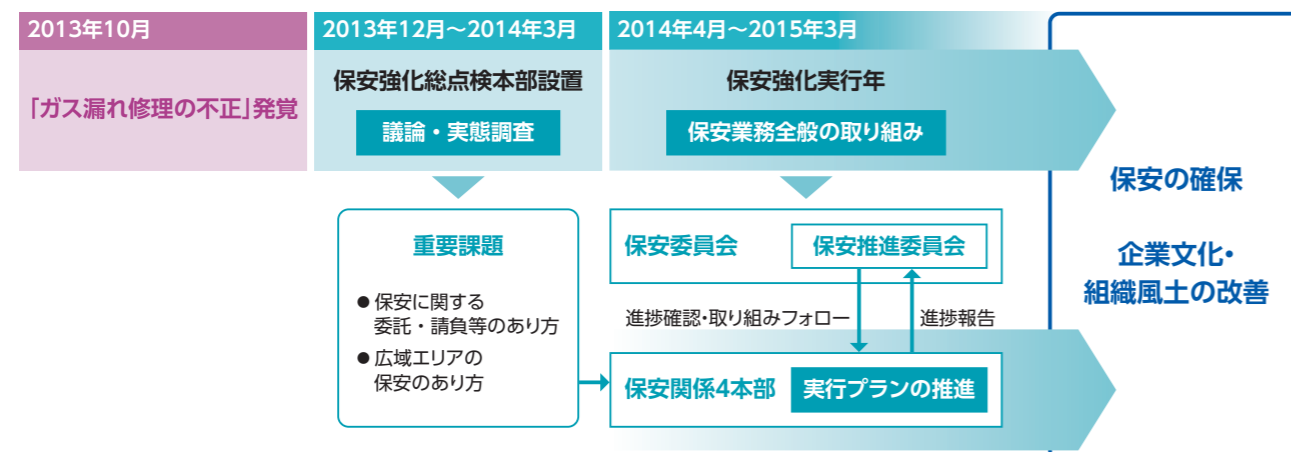 2013年10月
「ガス漏れ修理の不正」発覚
2013年12月～2014年3月
保安強化総点検本部設置
議論・実態調査
2014年4月～2015年3月
保安強化実行年
保安業務全般の取り組み
重要課題
●保安に関する
委託・請負等のあり方
●広域エリアの
保安のあり方
保安委員会
保安推進委員会
進捗確認・取り組みフォロー
進捗報告
保安関係4本部
実行プランの推進
保安の確保
企業文化・
組織風土の改善